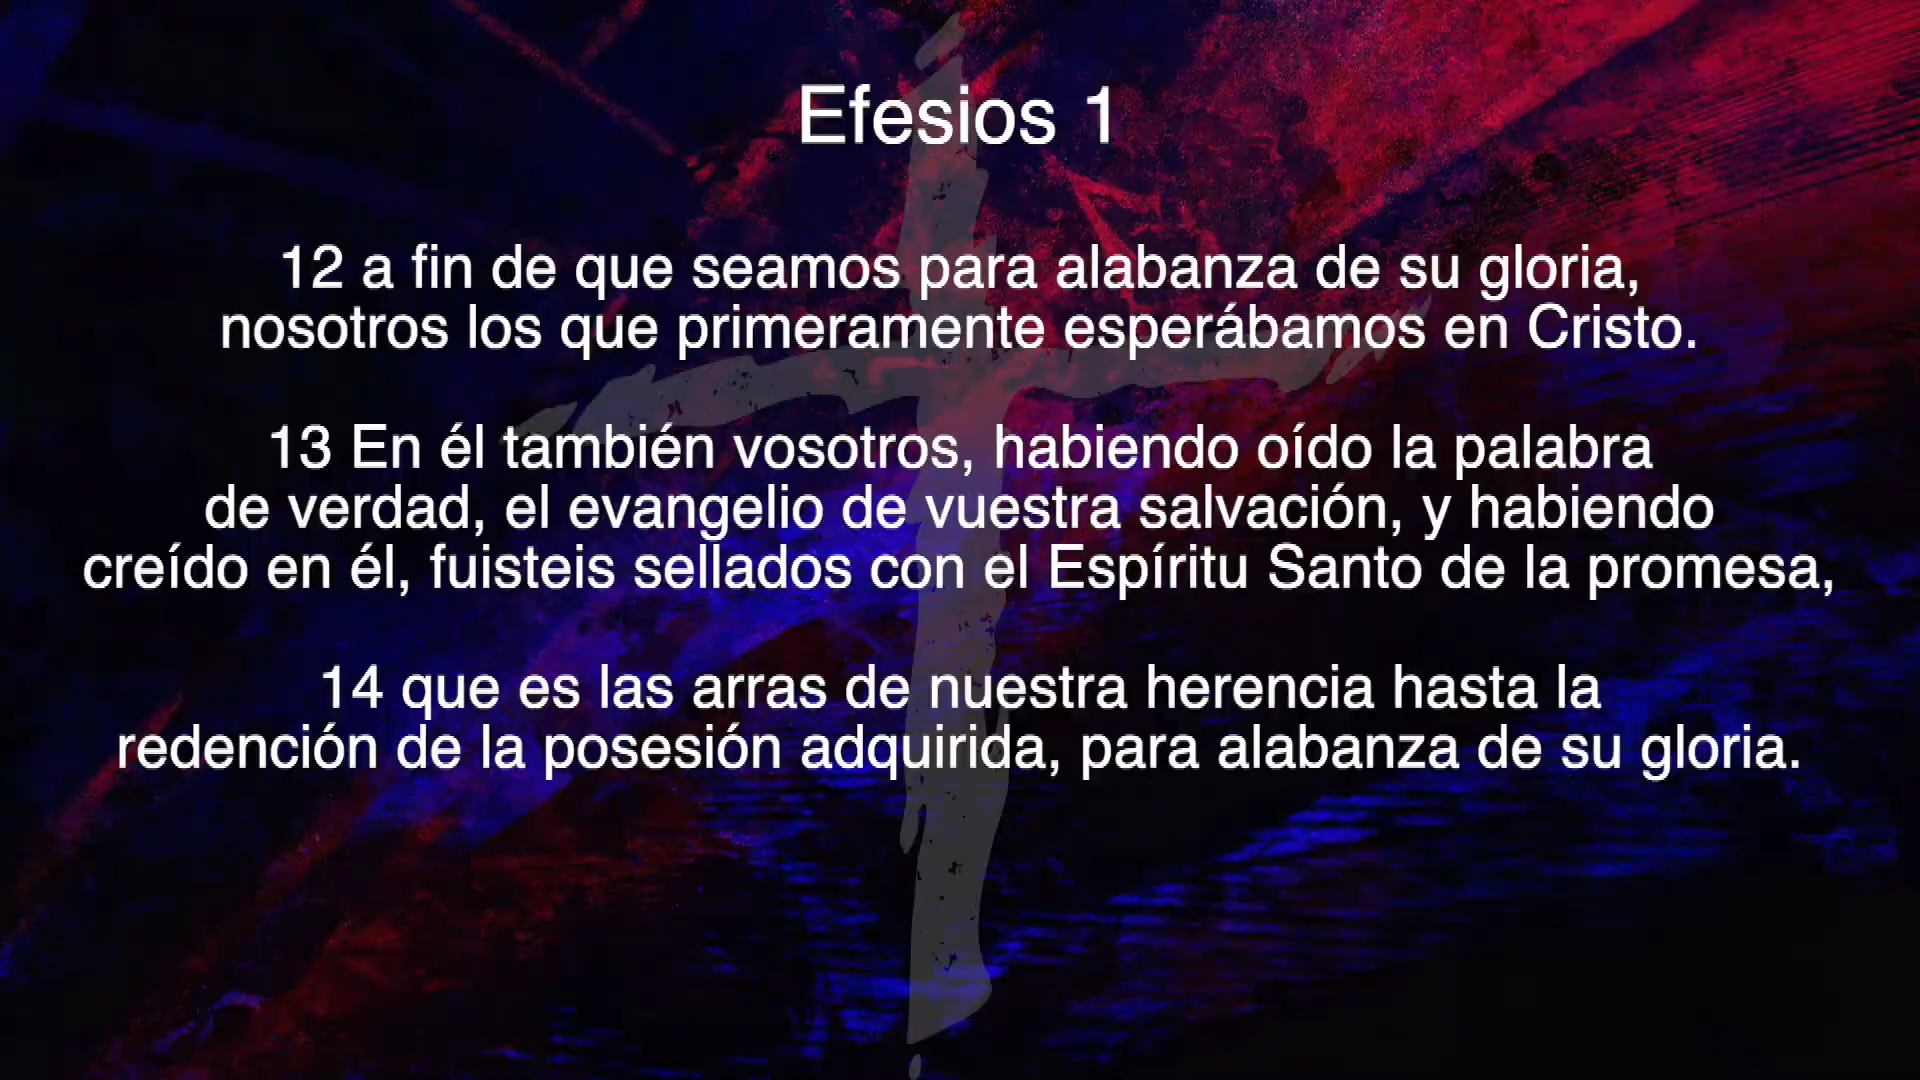 Efesios 1
12 a fin de que seamos para alabanza de su gloria,
nosotros los que primeramente esperábamos en Cristo.
13 En él también vosotros, habiendo oído la palabra
de verdad, el evangelio de vuestra salvación, y habiendo
creído en él, fuisteis sellados con el Espíritu Santo de la promesa,
14 que es las arras de nuestra herencia hasta la
redención de la posesión adquirida, para alabanza de su gloria.